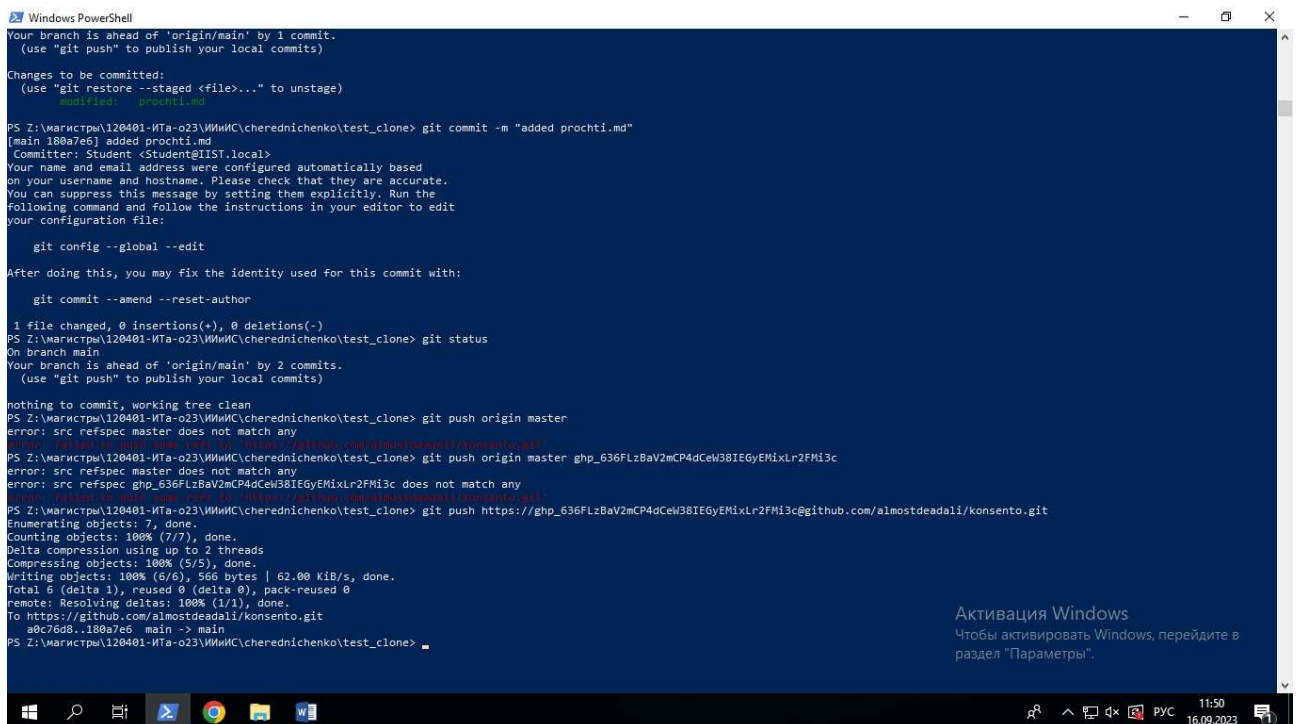 Windows PowerShell
Your branch is ahead of 'origin/main' by 1 commit.
(use "git push" to publish your local commits)
Changes to be committed:
(use "git restore --staged <file>..." to unstage)
modified: prochti.md
PS Z:\магистры\120401-ИТа-о23\ИИиИС\cherednichenko\test_clone> git commit -m "added prochti.md"
[main 180a7e6] added prochti.md
Committer: Student <Student@IIST.local>
Your name and email address were configured automatically based
on your username and hostname. Please check that they are accurate.
You can suppress this message by setting them explicitly. Run the
following command and follow the instructions in your editor to edit
your configuration file:
git config --global --edit
After doing this, you may fix the identity used for this commit with:
git commit --amend --reset-author
1 file changed, 0 insertions(+), 0 deletions(-)
PS Z:\магистры\120401-ИТа-о23\ИИиИС\cherednichenko\test_clone> git status
On branch main
Your branch is ahead of 'origin/main' by 2 commits.
(use "git push" to publish your local commits)
nothing to commit, working tree clean
PS Z:\магистры\120401-ИТа-о23\ИИиИС\cherednichenko\test_clone> git push origin master
error: src refspec master does not match any
error: failed to push some refs to 'https://github.com/almostdeadali/konsento.git'
PS Z:\магистры\120401-ИТа-о23\ИИиИС\cherednichenko\test_clone> git push origin master 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
error: src refspec master does not match any
error: src refspec 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 does not match any
error: failed to push some refs to 'https://github.com/almostdeadali/konsento.git'
PS Z:\магистры\120401-ИТа-о23\ИИиИС\cherednichenko\test_clone> git push https://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@github.com/almostdeadali/konsento.git
Enumerating objects: 7, done.
Counting objects: 100% (7/7), done.
Delta compression using up to 2 threads
Compressing objects: 100% (5/5), done.
Writing objects: 100% (6/6), 566 bytes | 62.00 KiB/s, done.
Total 6 (delta 1), reused 0 (delta 0), pack-reused 0
remote: Resolving deltas: 100% (1/1), done.
To https://github.com/almostdeadali/konsento.git
a0c76d8..180a7e6 main -> main
PS Z:\магистры\120401-ИТа-о23\ИИиИС\cherednichenko\test_clone>
Активация Windows
Чтобы активировать Windows, перейдите в
раздел "Параметры".
РУС
11:50
16.09.2023